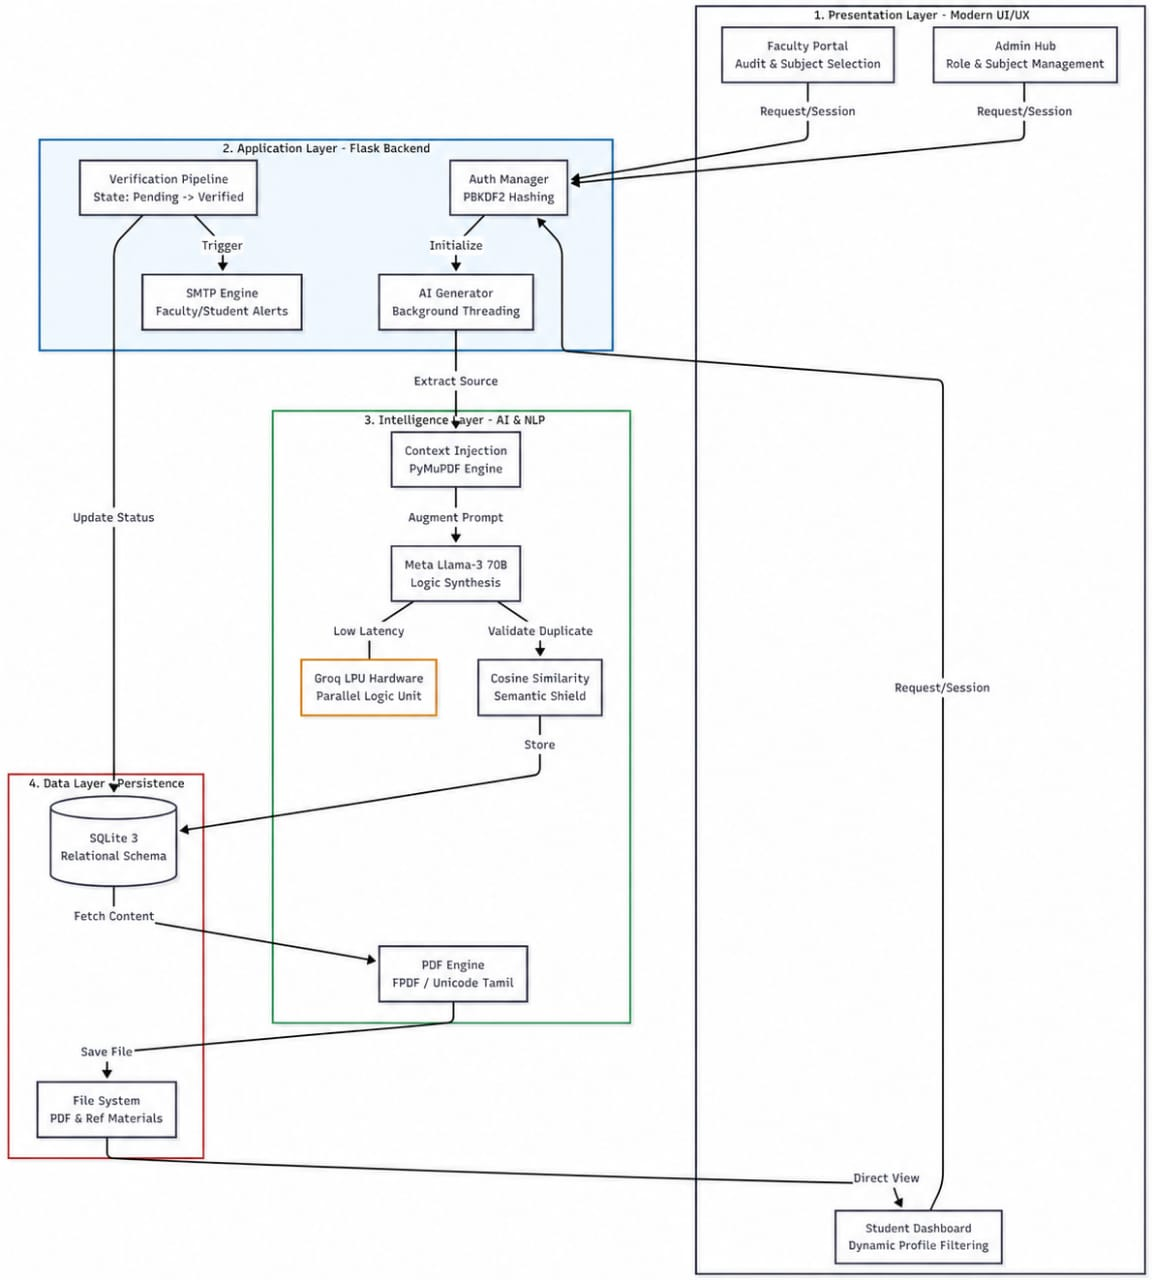 1. Presentation Layer - Modern UI/UX
Faculty Portal
Audit & Subject Selection
Admin Hub
Role & Subject Management
Request/Session
Request/Session
2. Application Layer - Flask Backend
Verification Pipeline
State: Pending -> Verified
Auth Manager
PBKDF2 Hashing
Trigger
Initialize
SMTP Engine
Faculty/Student Alerts
AI Generator
Background Threading
Extract Source
3. Intelligence Layer - AI & NLP
Context Injection
PyMuPDF Engine
Update Status
Augment Prompt
Meta Llama-3 70B
Logic Synthesis
Low Latency
Validate Duplicate
Groq LPU Hardware
Parallel Logic Unit
Cosine Similarity
Semantic Shield
Request/Session
Store
4. Data Layer - Persistence
SQLite 3
Relational Schema
Fetch Content
PDF Engine
FPDF / Unicode Tamil
Save File
File System
PDF & Ref Materials
Direct View
Student Dashboard
Dynamic Profile Filtering